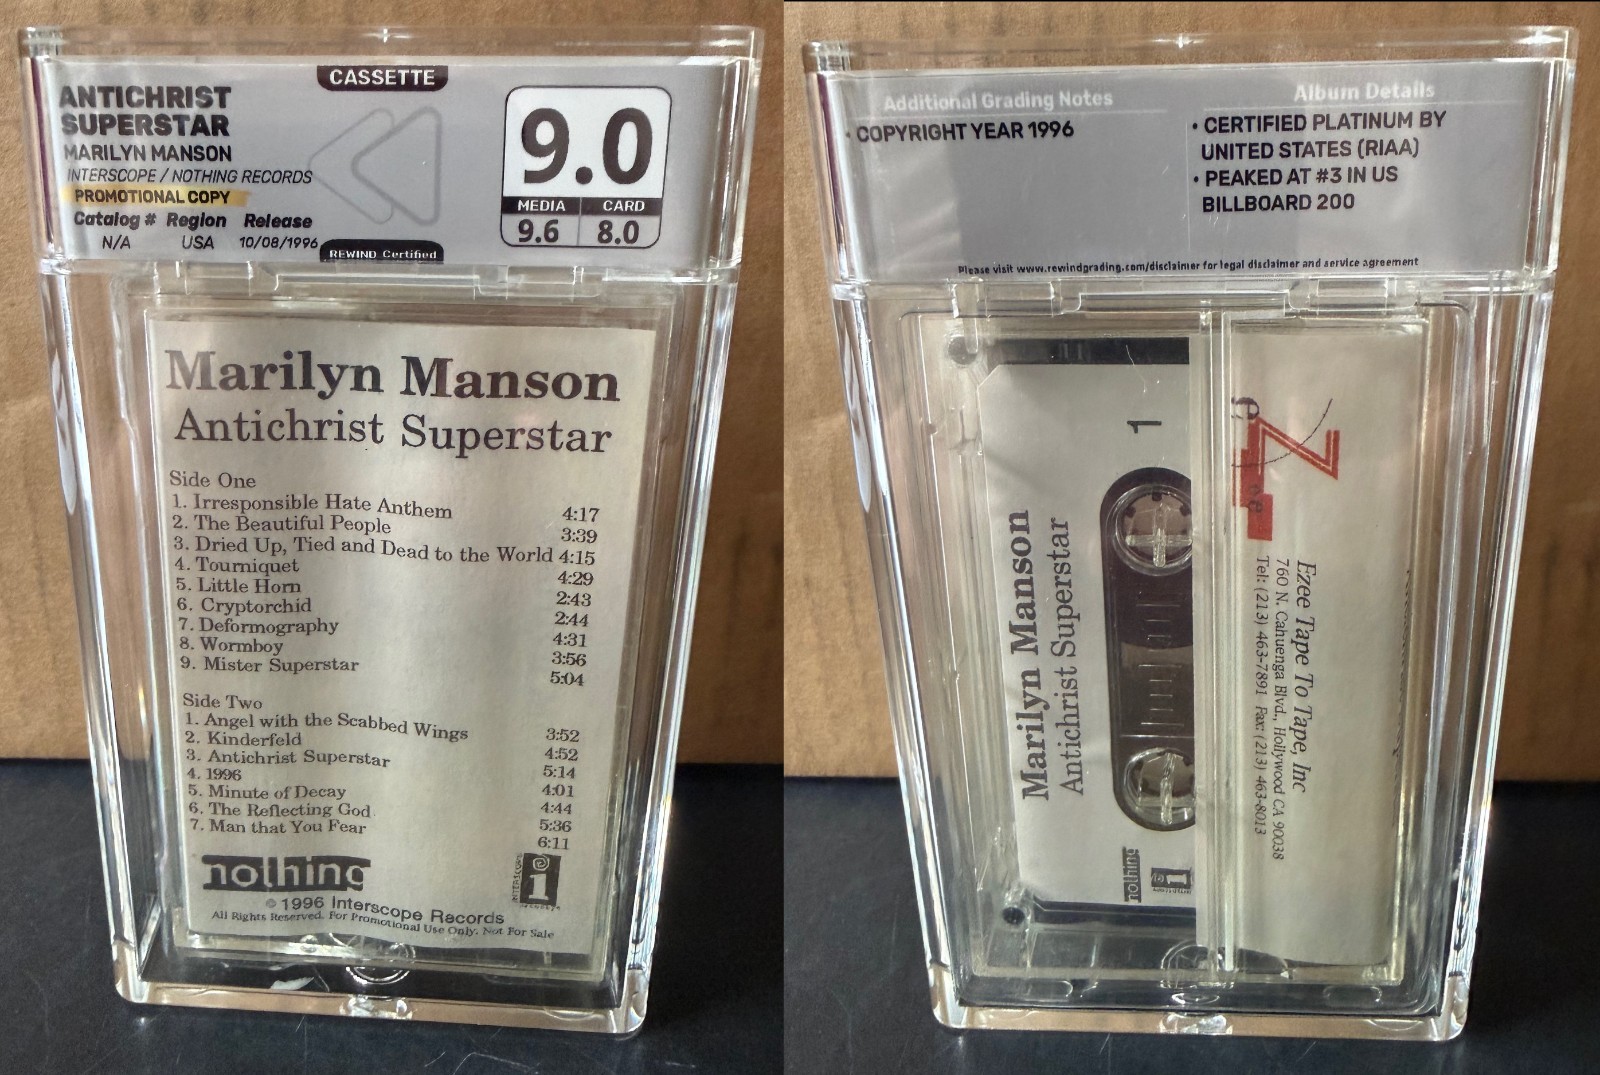 CASSETTE
ANTICHRIST
SUPERSTAR
MARILYN MANSON
INTERSCOPE / NOTHING RECORDS
PROMOTIONAL COPY
Catalog # Region Release
N/A USA 10/08/1996
9.0
MEDIA CARD
9.6 8.0
REWIND Certified
Marilyn Manson
Antichrist Superstar
Side One
1. Irresponsible Hate Anthem 4:17
2. The Beautiful People 3:39
3. Dried Up, Tied and Dead to the World 4:15
4. Tourniquet 4:29
5. Little Horn 2:43
6. Cryptorchid 2:44
7. Deformography 4:31
8. Wormboy 3:56
9. Mister Superstar 5:04
Side Two
1. Angel with the Scabbed Wings 3:52
2. Kinderfeld 4:52
3. Antichrist Superstar 5:14
4. 1996 4:01
5. Minute of Decay 4:44
6. The Reflecting God 5:36
7. Man that You Fear 6:11
nothing
INTERSCOPE
RECORDS
© 1996 Interscope Records
All Rights Reserved. For Promotional Use Only. Not For Sale
Additional Grading Notes
• COPYRIGHT YEAR 1996
Album Details
• CERTIFIED PLATINUM BY
UNITED STATES (RIAA)
• PEAKED AT #3 IN US
BILLBOARD 200
Please visit www.rewindgrading.com/disclaimer for legal disclaimer and service agreement
1
Marilyn Manson
Antichrist Superstar
nothing
eZee
Ezee Tape To Tape, Inc
760 N. Cahuenga Blvd., Hollywood CA 90038
Tel: (213) 463-7891 Fax: (213) 463-8013